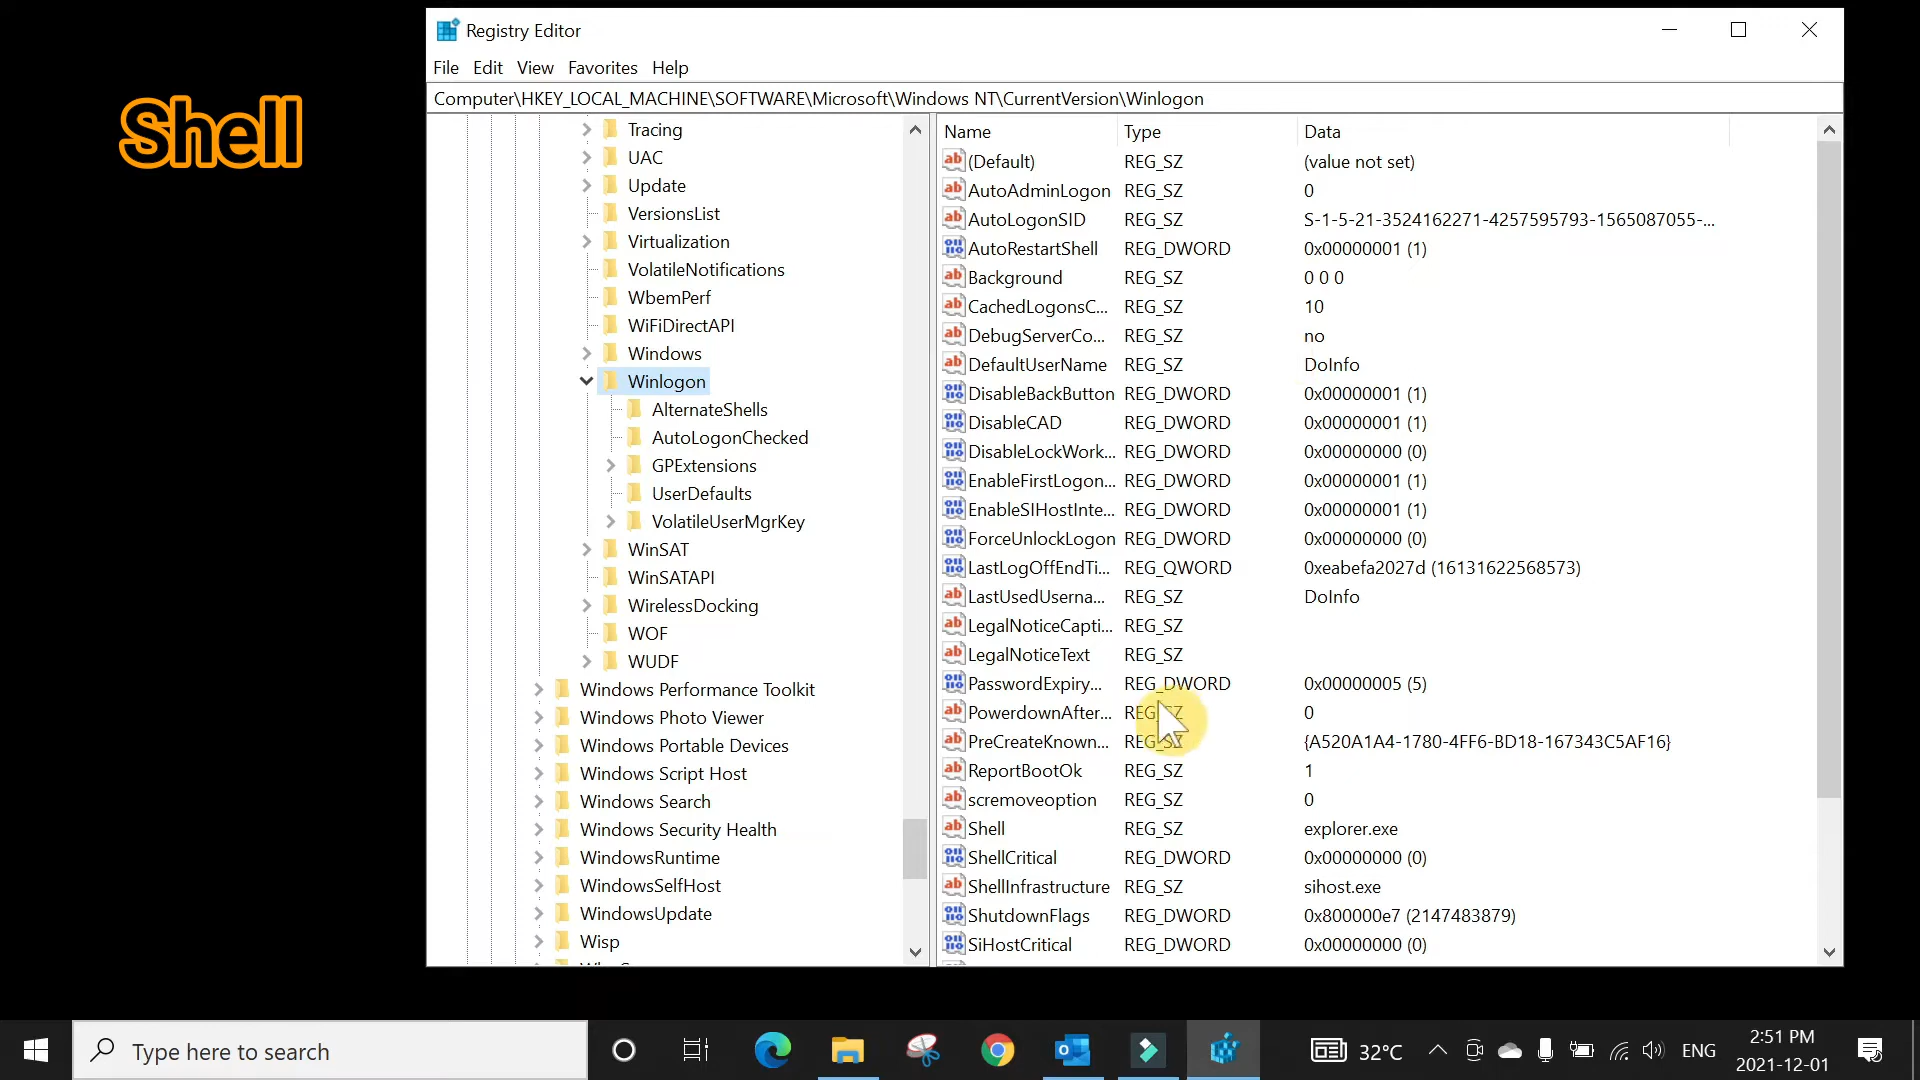 Shell
Registry Editor
File Edit View Favorites Help
Computer\HKEY_LOCAL_MACHINE\SOFTWARE\Microsoft\Windows NT\CurrentVersion\Winlogon
Tracing
UAC
Update
VersionsList
Virtualization
VolatileNotifications
WbemPerf
WiFiDirectAPI
Windows
Winlogon
AlternateShells
AutoLogonChecked
GPExtensions
UserDefaults
VolatileUserMgrKey
WinSAT
WinSATAPI
WirelessDocking
WOF
WUDF
Windows Performance Toolkit
Windows Photo Viewer
Windows Portable Devices
Windows Script Host
Windows Search
Windows Security Health
WindowsRuntime
WindowsSelfHost
WindowsUpdate
Wisp
Name Type Data
(Default) REG_SZ (value not set)
AutoAdminLogon REG_SZ 0
AutoLogonSID REG_SZ S-1-5-21-3524162271-4257595793-1565087055-...
AutoRestartShell REG_DWORD 0x00000001 (1)
Background REG_SZ 0 0 0
CachedLogonsC... REG_SZ 10
DebugServerCo... REG_SZ no
DefaultUserName REG_SZ DoInfo
DisableBackButton REG_DWORD 0x00000001 (1)
DisableCAD REG_DWORD 0x00000001 (1)
DisableLockWork... REG_DWORD 0x00000000 (0)
EnableFirstLogon... REG_DWORD 0x00000001 (1)
EnableSIHostInte... REG_DWORD 0x00000001 (1)
ForceUnlockLogon REG_DWORD 0x00000000 (0)
LastLogOffEndTi... REG_QWORD 0xeabefa2027d (16131622568573)
LastUsedUserna... REG_SZ DoInfo
LegalNoticeCapti... REG_SZ
LegalNoticeText REG_SZ
PasswordExpiry... REG_DWORD 0x00000005 (5)
PowerdownAfter... REG_SZ 0
PreCreateKnown... REG_SZ {A520A1A4-1780-4FF6-BD18-167343C5AF16}
ReportBootOk REG_SZ 1
scremoveoption REG_SZ 0
Shell REG_SZ explorer.exe
ShellCritical REG_DWORD 0x00000000 (0)
ShellInfrastructure REG_SZ sihost.exe
ShutdownFlags REG_DWORD 0x800000e7 (2147483879)
SiHostCritical REG_DWORD 0x00000000 (0)
Type here to search
32°C
ENG
2:51 PM
2021-12-01